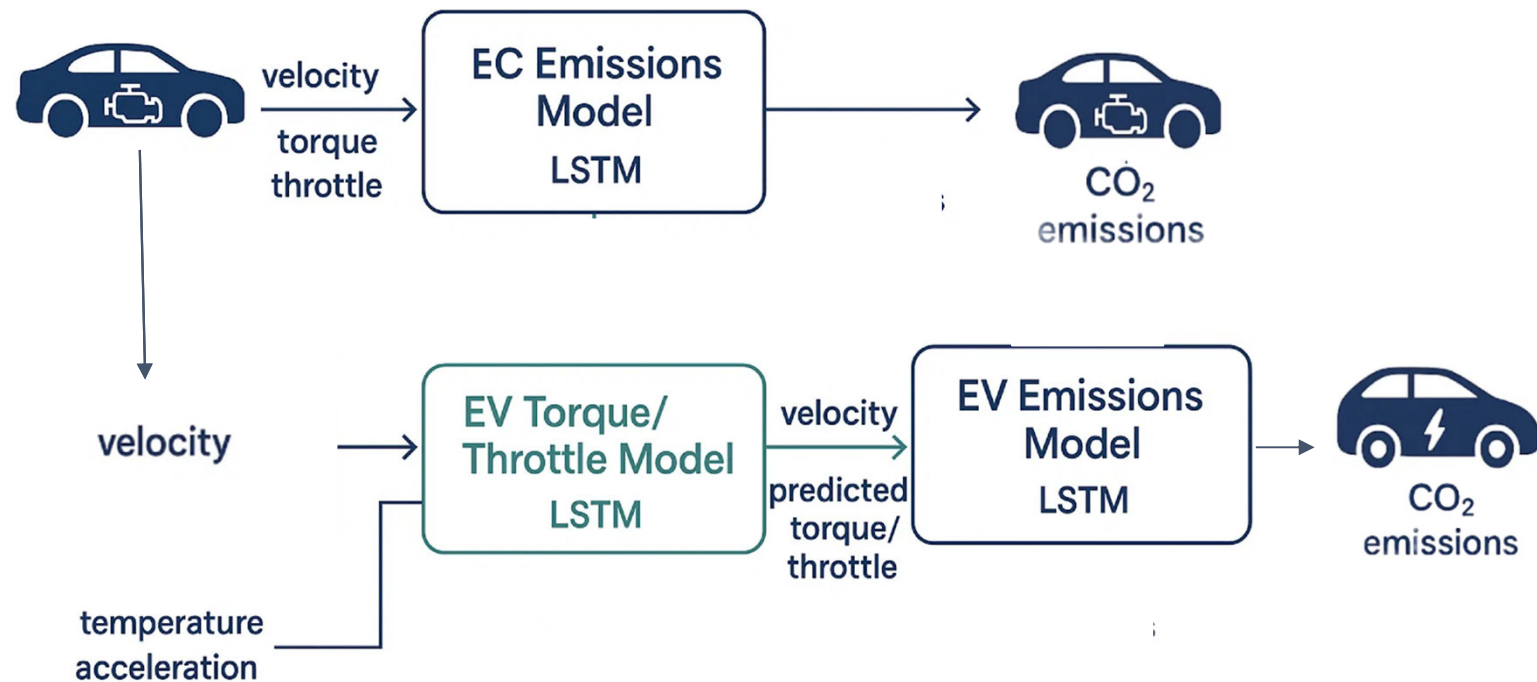 velocity
torque
throttle
EC Emissions
Model
LSTM
CO₂
emissions
velocity
temperature
acceleration
EV Torque/
Throttle Model
LSTM
velocity
predicted
torque/
throttle
EV Emissions
Model
LSTM
CO₂
emissions